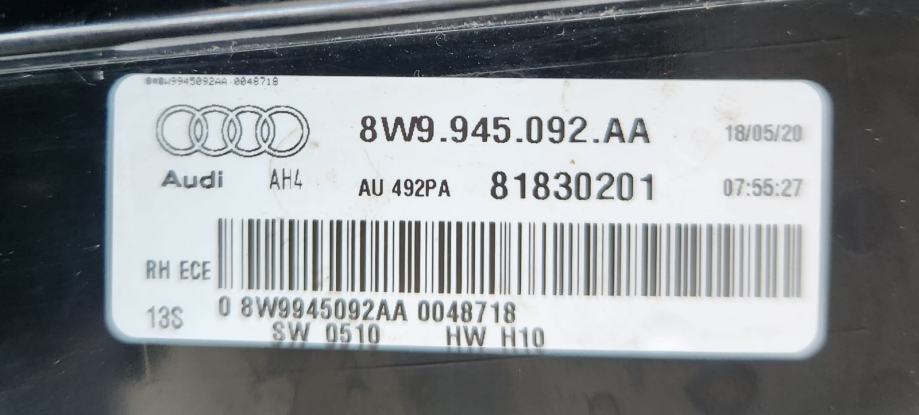 8W9945092AA 0048718
8W9.945.092.AA 18/05/20
Audi AH4 AU 492PA 81830201 07:55:27
RH ECE
13S 0 8W9945092AA 0048718
SW 0510 HW H10